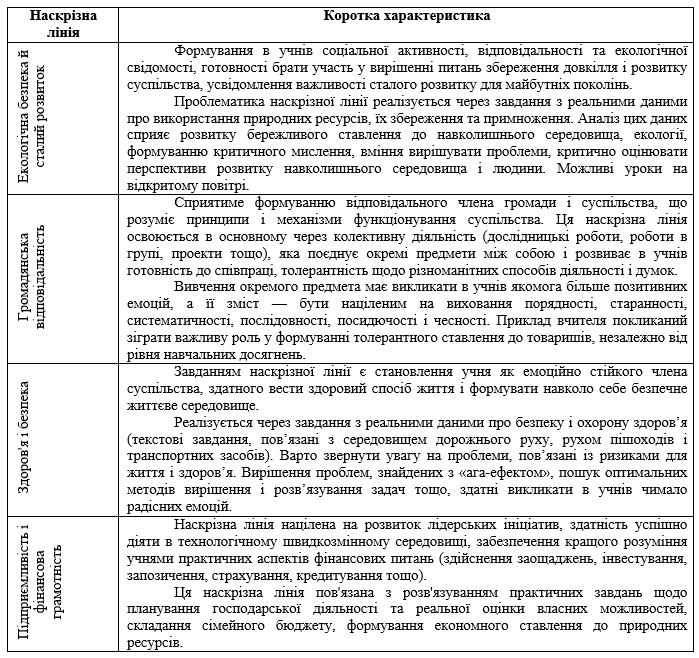 Наскрізна
лінія
Коротка характеристика
Екологічна безпека й
сталий розвиток
Формування в учнів соціальної активності, відповідальності та екологічної
свідомості, готовності брати участь у вирішенні питань збереження довкілля і розвитку
суспільства, усвідомлення важливості сталого розвитку для майбутніх поколінь.
Проблематика наскрізної лінії реалізується через завдання з реальними даними
про використання природних ресурсів, їх збереження та примноження. Аналіз цих даних
сприяє розвитку бережливого ставлення до навколишнього середовища, екології,
формуванню критичного мислення, вміння вирішувати проблеми, критично оцінювати
перспективи розвитку навколишнього середовища і людини. Можливі уроки на
відкритому повітрі.
Громадянська
відповідальність
Сприятиме формуванню відповідального члена громади і суспільства, що
розуміє принципи і механізми функціонування суспільства. Ця наскрізна лінія
освоюється в основному через колективну діяльність (дослідницькі роботи, роботи в
групі, проекти тощо), яка поєднує окремі предмети між собою і розвиває в учнів
готовність до співпраці, толерантність щодо різноманітних способів діяльності і думок.
Вивчення окремого предмета має викликати в учнів якомога більше позитивних
емоцій, а її зміст — бути націленим на виховання порядності, старанності,
систематичності, послідовності, посидючості і чесності. Приклад вчителя покликаний
зіграти важливу роль у формуванні толерантного ставлення до товаришів, незалежно від
рівня навчальних досягнень.
Здоров'я і безпека
Завданням наскрізної лінії є становлення учня як емоційно стійкого члена
суспільства, здатного вести здоровий спосіб життя і формувати навколо себе безпечне
життєве середовище.
Реалізується через завдання з реальними даними про безпеку і охорону здоров’я
(текстові завдання, пов’язані з середовищем дорожнього руху, рухом пішоходів і
транспортних засобів). Варто звернути увагу на проблеми, пов’язані із ризиками для
життя і здоров’я. Вирішення проблем, знайдених з «ага-ефектом», пошук оптимальних
методів вирішення і розв’язування задач тощо, здатні викликати в учнів чимало
радісних емоцій.
Підприємливість і
фінансова
грамотність
Наскрізна лінія націлена на розвиток лідерських ініціатив, здатність успішно
діяти в технологічному швидкозмінному середовищі, забезпечення кращого розуміння
учнями практичних аспектів фінансових питань (здійснення заощаджень, інвестування,
запозичення, страхування, кредитування тощо).
Ця наскрізна лінія пов'язана з розв'язуванням практичних завдань щодо
планування господарської діяльності та реальної оцінки власних можливостей,
складання сімейного бюджету, формування економного ставлення до природних
ресурсів.